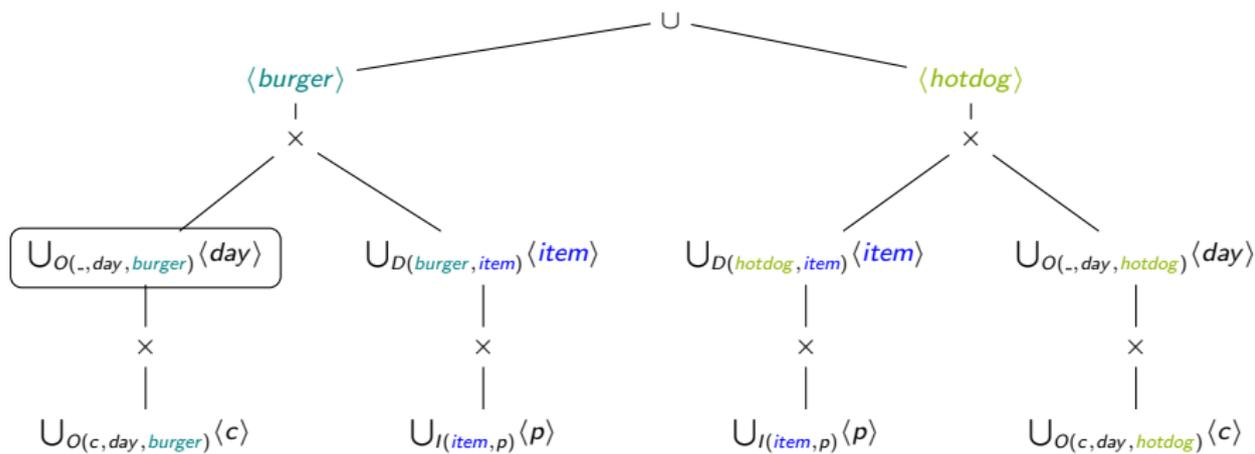 ∪
⟨burger⟩ ⟨hotdog⟩
× ×
⋃O(_,day,burger)⟨day⟩ ⋃D(burger,item)⟨item⟩ ⋃D(hotdog,item)⟨item⟩ ⋃O(_,day,hotdog)⟨day⟩
× × × ×
⋃O(c,day,burger)⟨c⟩ ⋃I(item,p)⟨p⟩ ⋃I(item,p)⟨p⟩ ⋃O(c,day,hotdog)⟨c⟩